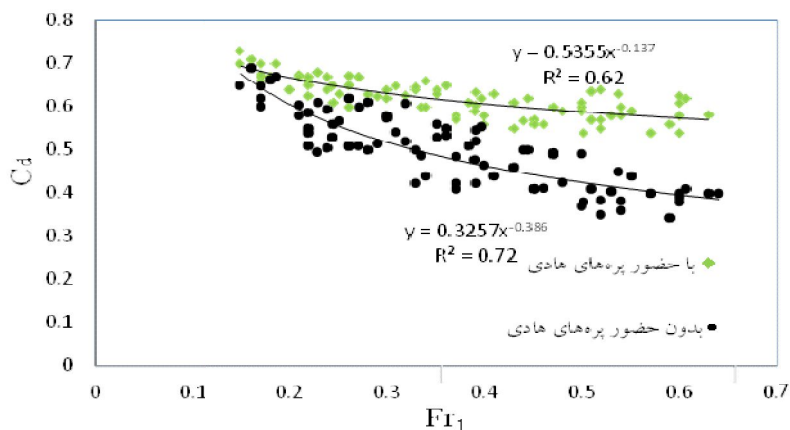 0.8
0.7
0.6
0.5
0.4
0.3
0.2
0.1
0
C_d
y = 0.5355x^-0.137
R² = 0.62
y = 0.3257x^-0.386
R² = 0.72
با حضور پره‌های هادی
بدون حضور پره‌های هادی
0 0.1 0.2 0.3 0.4 0.5 0.6 0.7
Fr₁